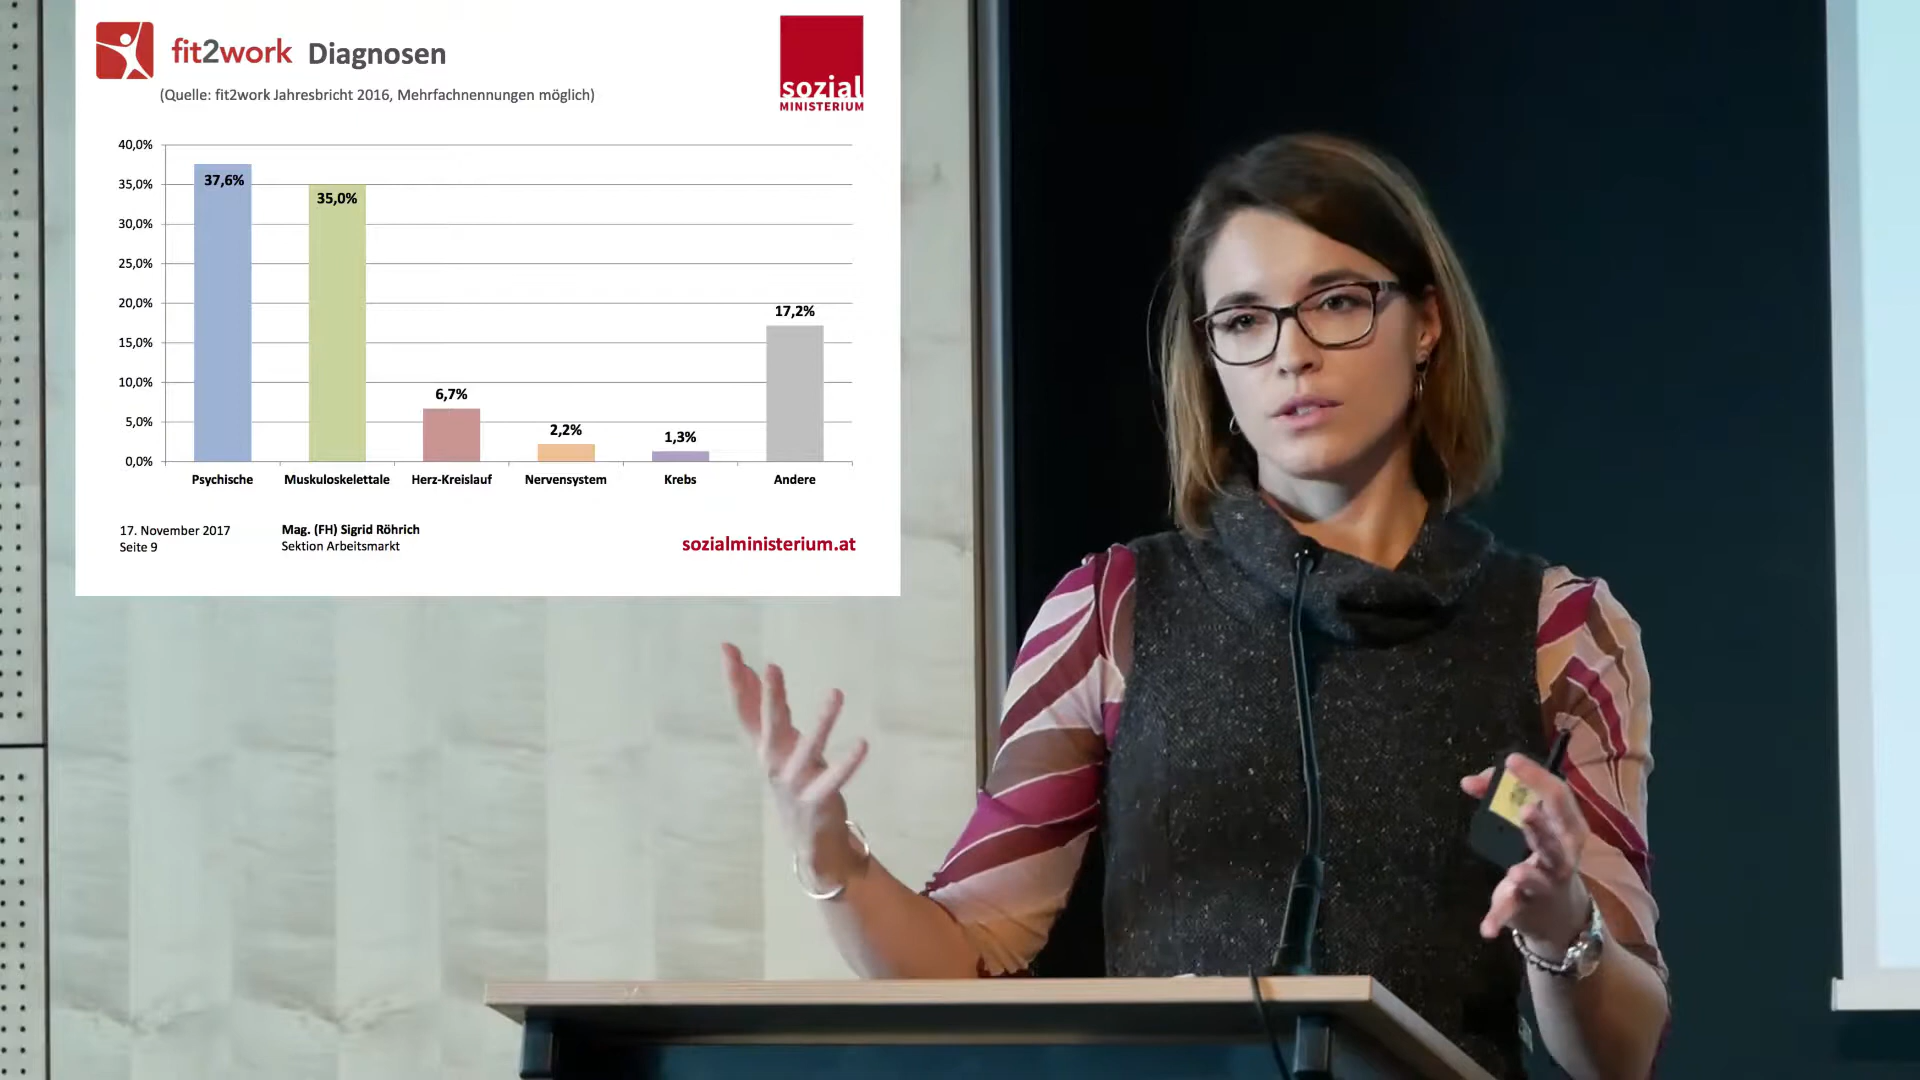 fit2work Diagnosen
(Quelle: fit2work Jahresbricht 2016, Mehrfachnennungen möglich)
sozial
MINISTERIUM
40,0%
35,0%
30,0%
25,0%
20,0%
15,0%
10,0%
5,0%
0,0%
37,6%
35,0%
6,7%
2,2%
1,3%
17,2%
Psychische
Muskuloskelettale
Herz-Kreislauf
Nervensystem
Krebs
Andere
17. November 2017
Seite 9
Mag. (FH) Sigrid Röhrich
Sektion Arbeitsmarkt
sozialministerium.at